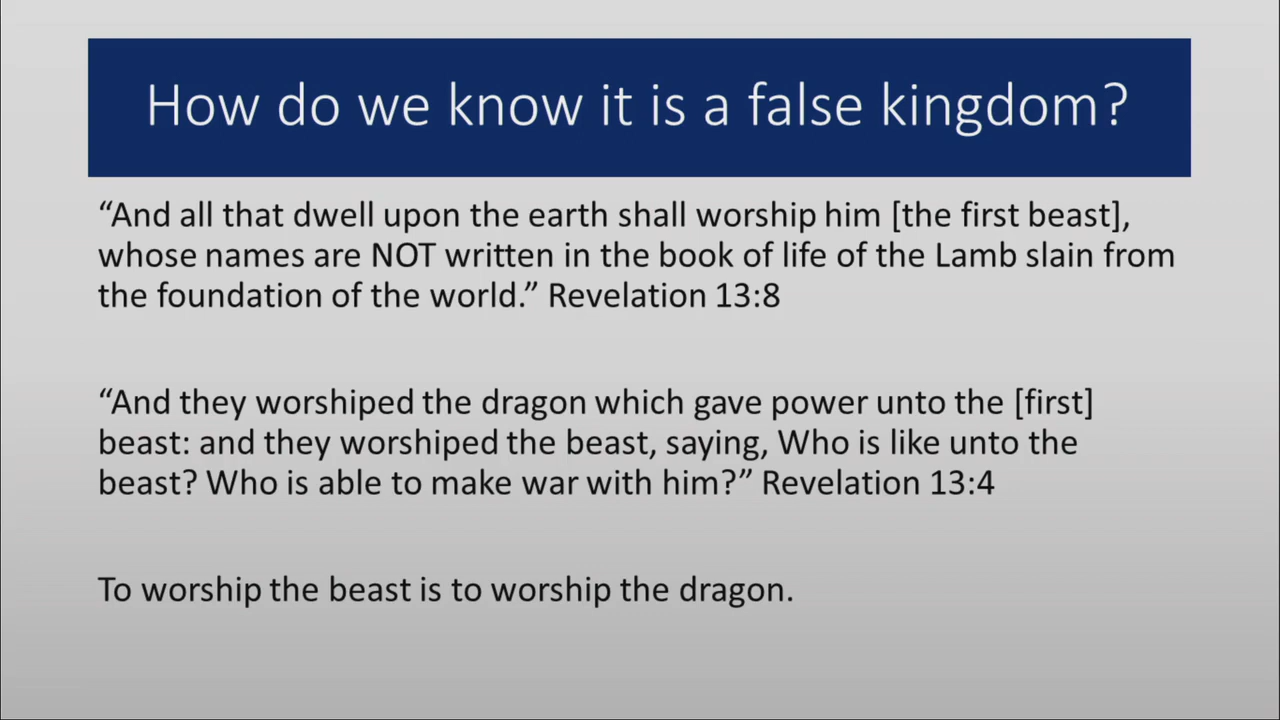 How do we know it is a false kingdom?
“And all that dwell upon the earth shall worship him [the first beast],
whose names are NOT written in the book of life of the Lamb slain from
the foundation of the world.” Revelation 13:8
“And they worshiped the dragon which gave power unto the [first]
beast: and they worshiped the beast, saying, Who is like unto the
beast? Who is able to make war with him?” Revelation 13:4
To worship the beast is to worship the dragon.